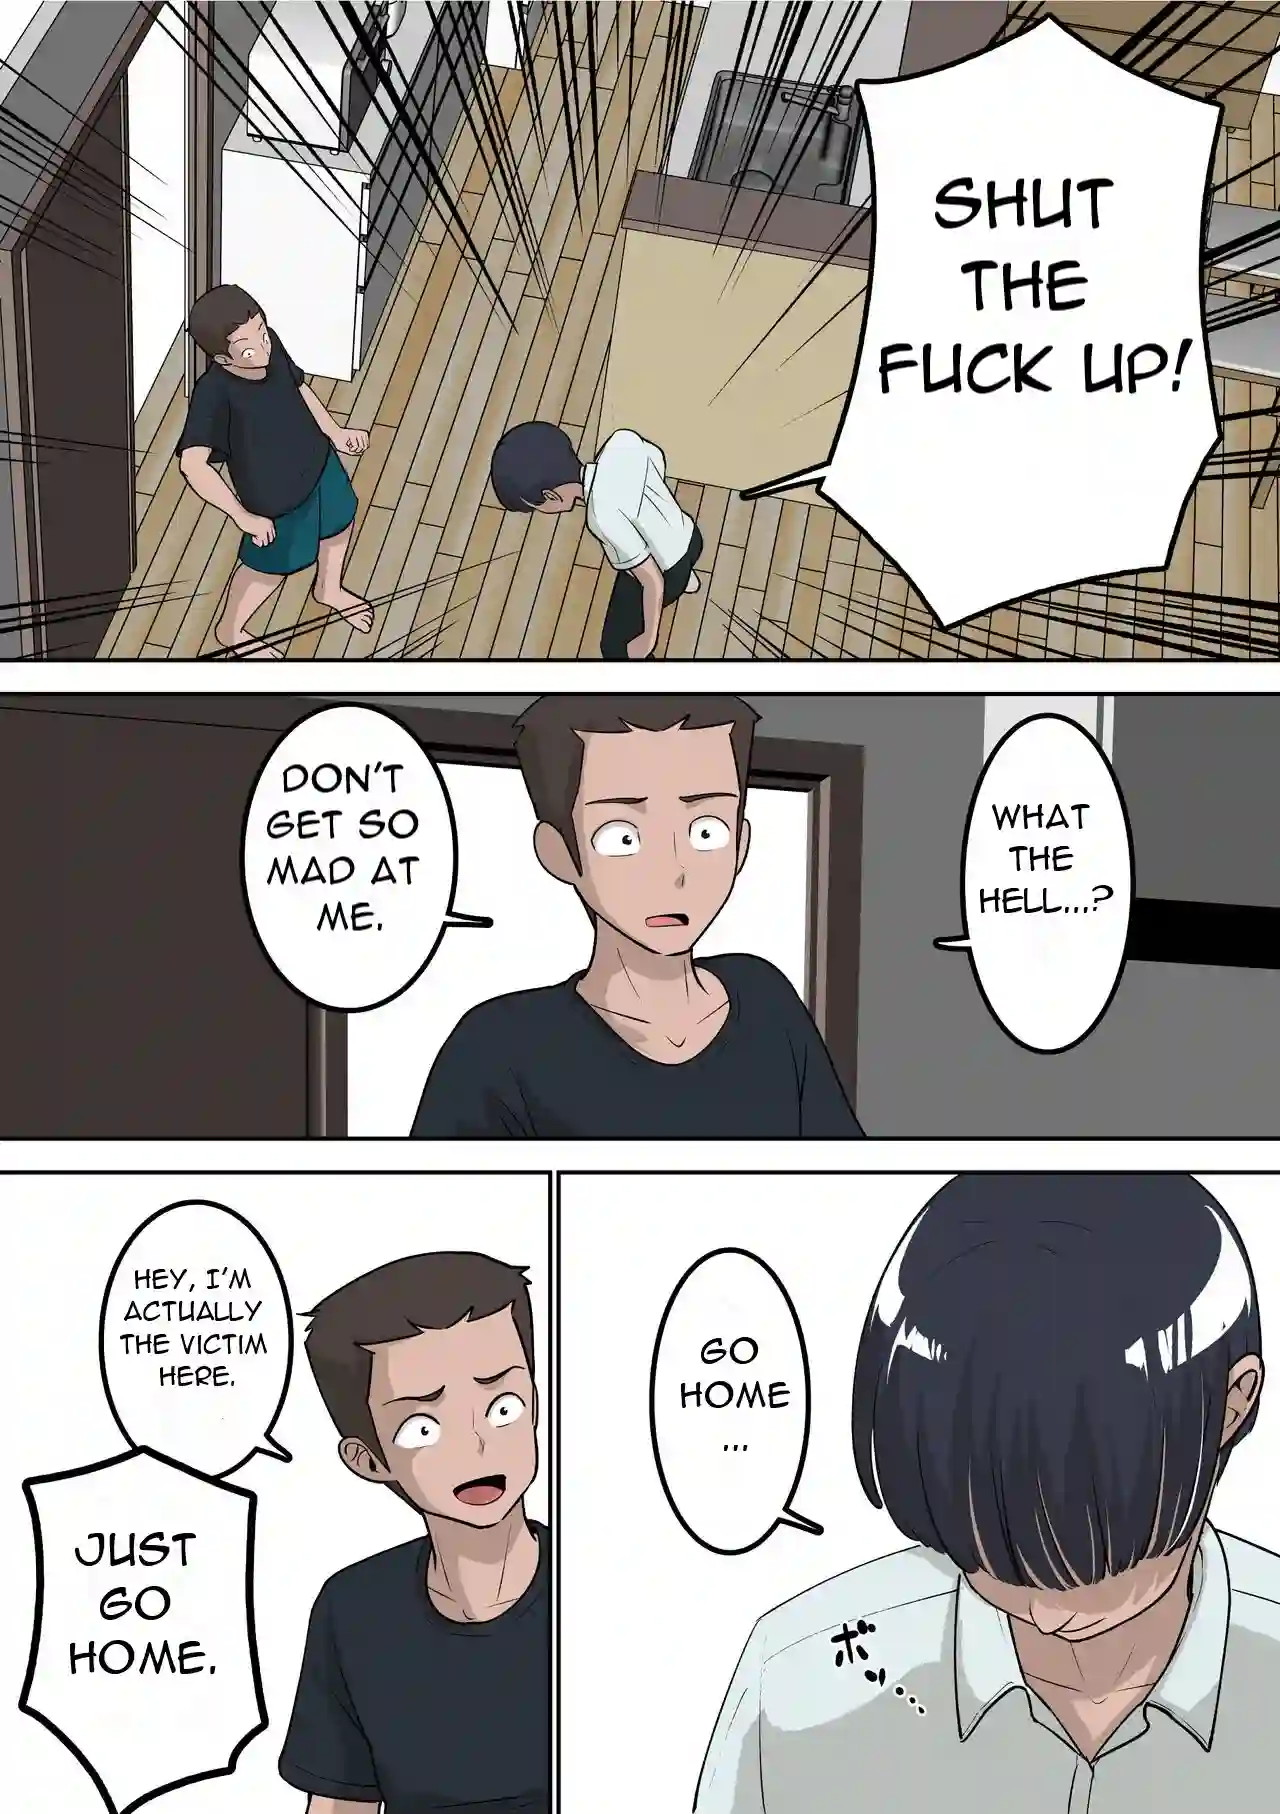 SHUT
THE
FUCK UP!
WHAT
THE
HELL...?
DON'T
GET SO
MAD AT
ME.
GO
HOME
...
ボソッ...
HEY, I'M
ACTUALLY
THE VICTIM
HERE.
JUST
GO
HOME.